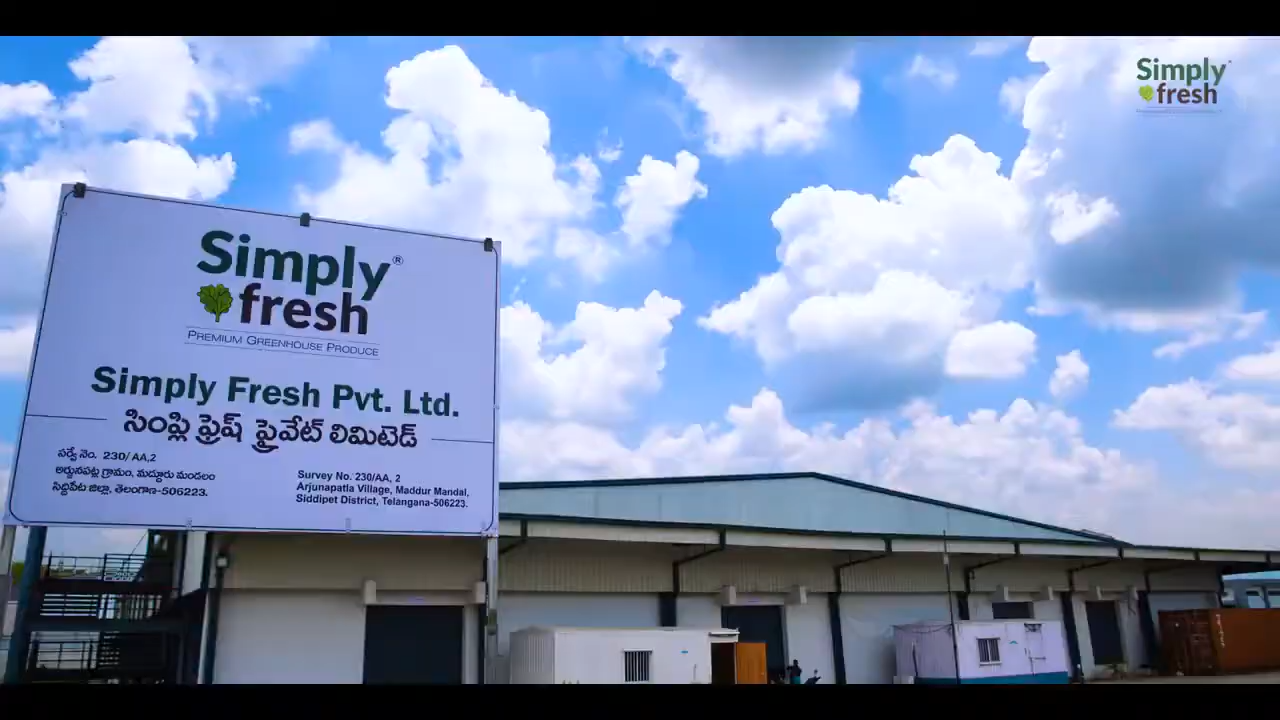 Simply
fresh
Simply ®
fresh
PREMIUM GREENHOUSE PRODUCE
Simply Fresh Pvt. Ltd.
సింప్లి ఫ్రెష్ ప్రైవేట్ లిమిటెడ్
సర్వే నెం. 230/AA,2
అర్జునపట్ల గ్రామం, మద్దూరు మండలం
సిద్దిపేట జిల్లా, తెలంగాణ-506223.
Survey No. 230/AA, 2
Arjunapatla Village, Maddur Mandal,
Siddipet District, Telangana-506223.